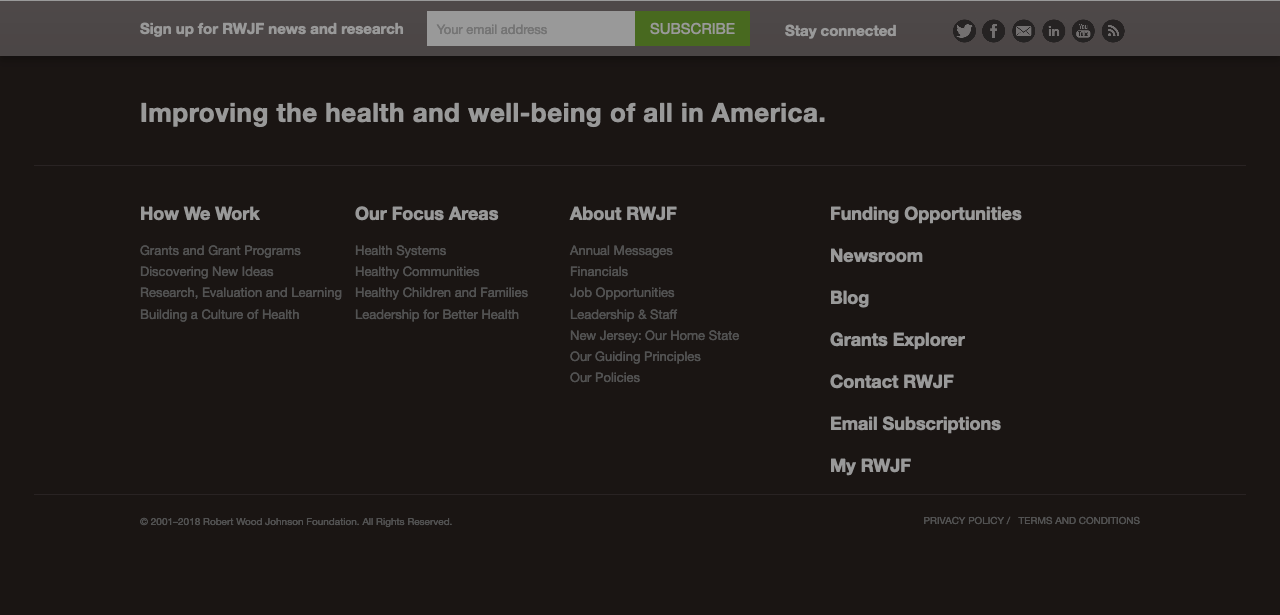 Sign up for RWJF news and research
Your email address
SUBSCRIBE
Stay connected
Improving the health and well-being of all in America.
How We Work
Grants and Grant Programs
Discovering New Ideas
Research, Evaluation and Learning
Building a Culture of Health
Our Focus Areas
Health Systems
Healthy Communities
Healthy Children and Families
Leadership for Better Health
About RWJF
Annual Messages
Financials
Job Opportunities
Leadership & Staff
New Jersey: Our Home State
Our Guiding Principles
Our Policies
Funding Opportunities
Newsroom
Blog
Grants Explorer
Contact RWJF
Email Subscriptions
My RWJF
© 2001–2018 Robert Wood Johnson Foundation. All Rights Reserved.
PRIVACY POLICY / TERMS AND CONDITIONS